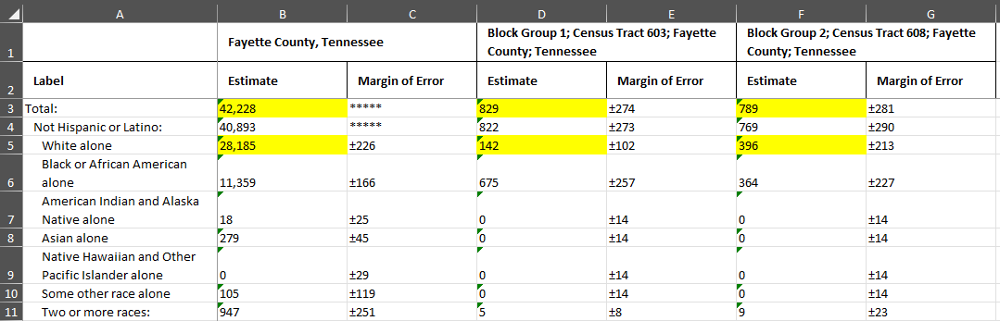 A B C D E F G
1 Fayette County, Tennessee Block Group 1; Census Tract 603; Fayette County; Tennessee Block Group 2; Census Tract 608; Fayette County; Tennessee
2 Label Estimate Margin of Error Estimate Margin of Error Estimate Margin of Error
3 Total: 42,228 ***** 829 ±274 789 ±281
4 Not Hispanic or Latino: 40,893 ***** 822 ±273 769 ±290
5 White alone 28,185 ±226 142 ±102 396 ±213
Black or African American
6 alone 11,359 ±166 675 ±257 364 ±227
American Indian and Alaska
7 Native alone 18 ±25 0 ±14 0 ±14
8 Asian alone 279 ±45 0 ±14 0 ±14
Native Hawaiian and Other
9 Pacific Islander alone 0 ±29 0 ±14 0 ±14
10 Some other race alone 105 ±119 0 ±14 0 ±14
11 Two or more races: 947 ±251 5 ±8 9 ±23